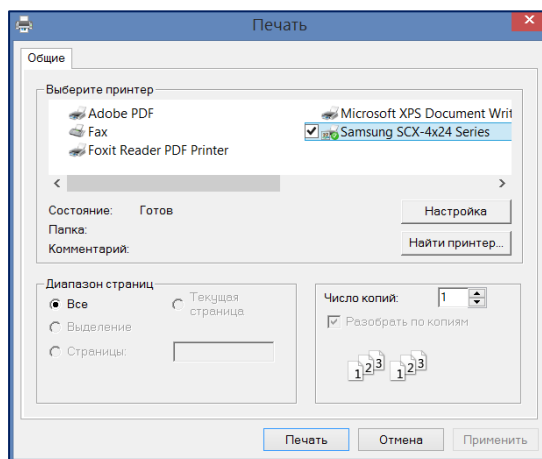 Печать
Общие
Выберите принтер
Adobe PDF
Microsoft XPS Document Writ
Fax
Samsung SCX-4x24 Series
Foxit Reader PDF Printer
Состояние: Готов
Настройка
Папка:
Комментарий:
Найти принтер...
Диапазон страниц
Все
Текущая
страница
Выделение
Страницы:
Число копий: 1
Разобрать по копиям
1 2 3 1 2 3
Печать Отмена Применить